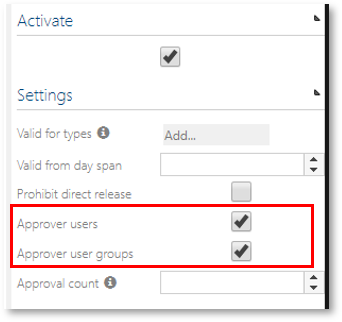 Activate
Settings
Valid for types
Add...
Valid from day span
Prohibit direct release
Approver users
Approver user groups
Approval count